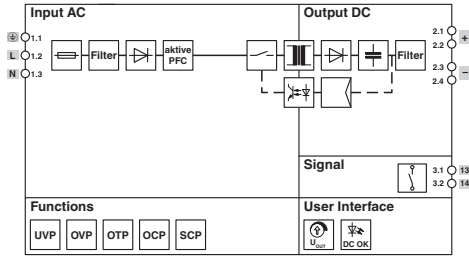 Input AC
Output DC
1.1
L 1.2
N 1.3
Filter
aktive
PFC
Filter
2.1 +
2.2
2.3 –
2.4
Signal
3.1 13
3.2 14
Functions
UVP OVP OTP OCP SCP
User Interface
UOUT
DC OK